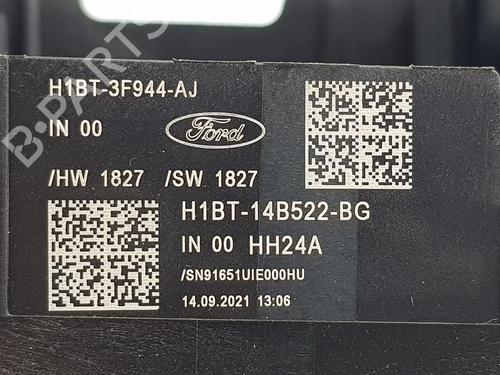 H1BT-3F944-AJ
IN 00
Ford
/HW 1827 /SW 1827
H1BT-14B522-BG
IN 00 HH24A
/SN91651UIE000HU
14.09.2021 13:06
B-PARTS